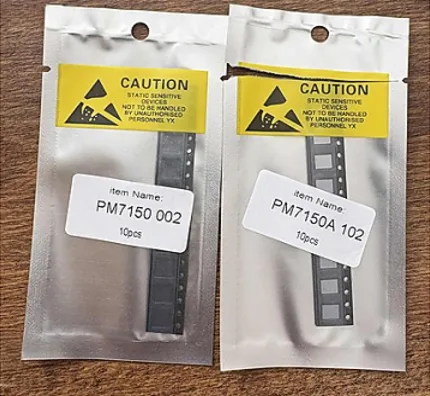 CAUTION
STATIC SENSITIVE
DEVICES
NOT TO BE HANDLED
BY UNAUTHORISED
PERSONNEL YX
item Name:
PM7150 002
10pcs
CAUTION
STATIC SENSITIVE
DEVICES
NOT TO BE HANDLED
BY UNAUTHORISED
PERSONNEL YX
item Name:
PM7150A 102
10pcs